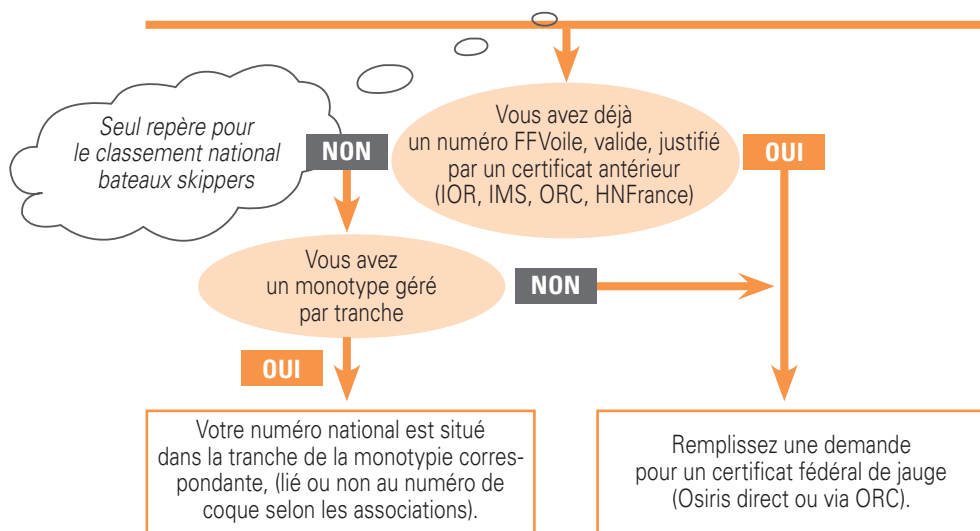 Seul repère pour
le classement national
bateaux skippers
NON
Vous avez déjà
un numéro FFVoile, valide, justifié
par un certificat antérieur
(IOR, IMS, ORC, HNFrance)
OUI
Vous avez
un monotype géré
par tranche
NON
OUI
Votre numéro national est situé
dans la tranche de la monotypie corres-
pondante, (lié ou non au numéro de
coque selon les associations).
Remplissez une demande
pour un certificat fédéral de jauge
(Osiris direct ou via ORC).